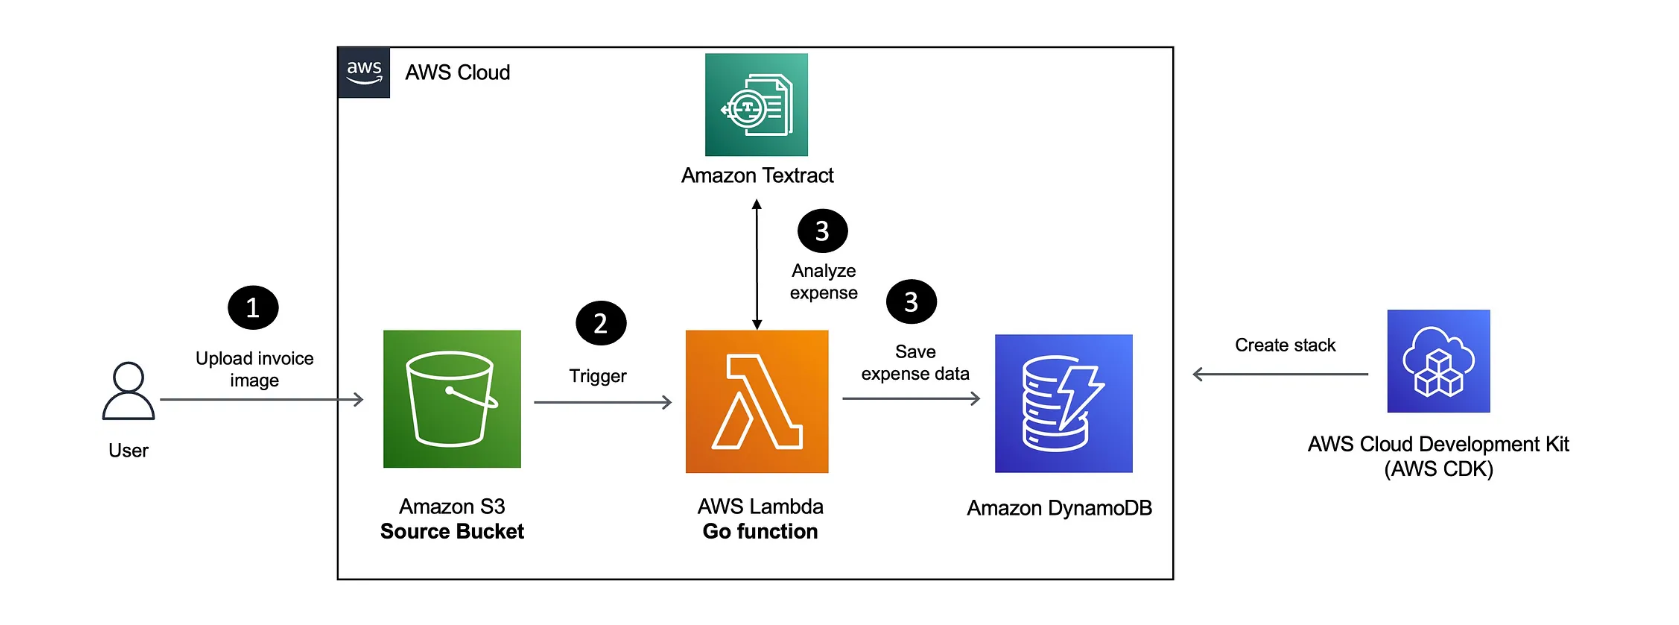 aws
AWS Cloud
T
Amazon Textract
3
Analyze
expense
1
Upload invoice
image
User
2
Trigger
3
Save
expense data
Amazon S3
Source Bucket
AWS Lambda
Go function
Amazon DynamoDB
Create stack
AWS Cloud Development Kit
(AWS CDK)